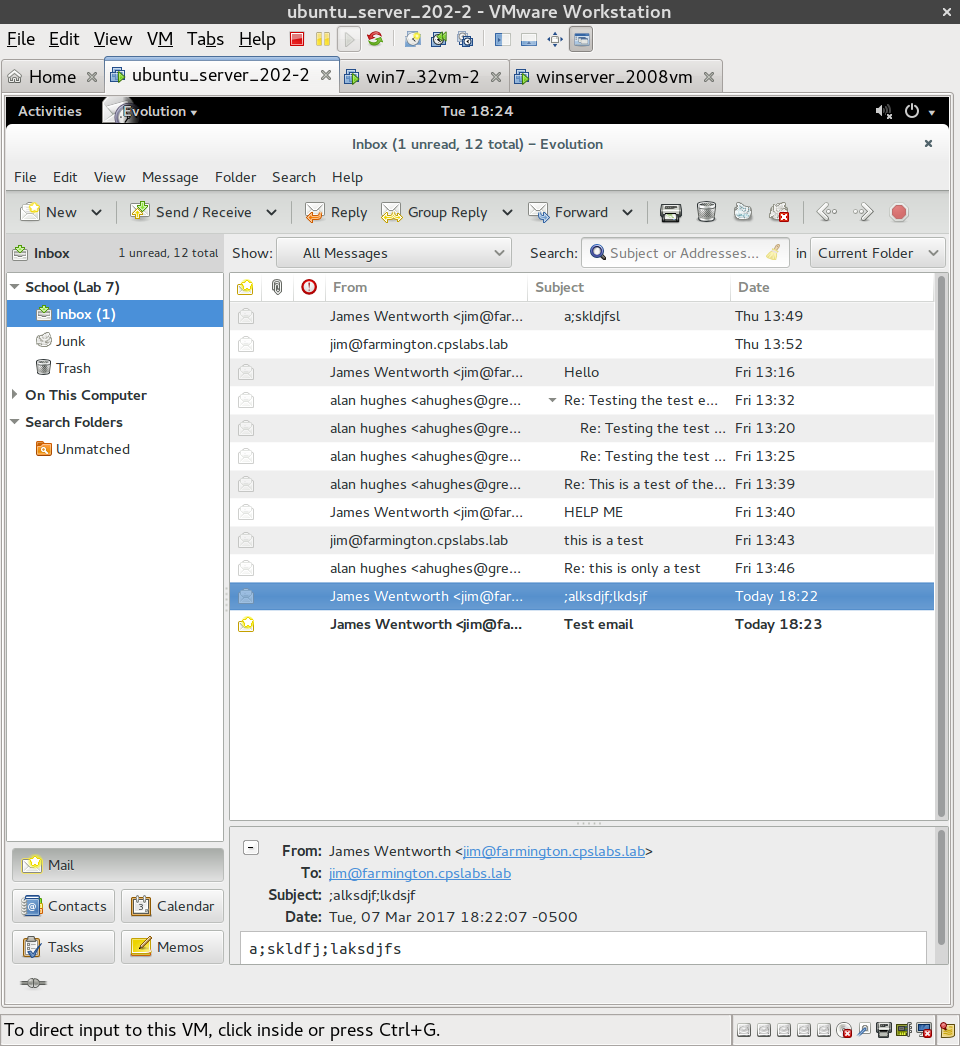 ubuntu_server_202-2 - VMware Workstation
File Edit View VM Tabs Help
Home ubuntu_server_202-2 win7_32vm-2 winserver_2008vm
Activities Evolution Tue 18:24
Inbox (1 unread, 12 total) – Evolution
File Edit View Message Folder Search Help
New Send / Receive Reply Group Reply Forward
Inbox 1 unread, 12 total Show: All Messages Search: Subject or Addresses... in Current Folder
School (Lab 7)
Inbox (1)
Junk
Trash
On This Computer
Search Folders
Unmatched
From Subject Date
James Wentworth <jim@far... a;skldjfsl Thu 13:49
jim@farmington.cpslabs.lab Thu 13:52
James Wentworth <jim@far... Hello Fri 13:16
alan hughes <ahughes@gre... Re: Testing the test e... Fri 13:32
alan hughes <ahughes@gre... Re: Testing the test ... Fri 13:20
alan hughes <ahughes@gre... Re: Testing the test ... Fri 13:25
alan hughes <ahughes@gre... Re: This is a test of the... Fri 13:39
James Wentworth <jim@far... HELP ME Fri 13:40
jim@farmington.cpslabs.lab this is a test Fri 13:43
alan hughes <ahughes@gre... Re: this is only a test Fri 13:46
James Wentworth <jim@far... ;alksdjf;lkdsjf Today 18:22
James Wentworth <jim@fa... Test email Today 18:23
Mail
Contacts Calendar
Tasks Memos
From: James Wentworth <jim@farmington.cpslabs.lab>
To: jim@farmington.cpslabs.lab
Subject: ;alksdjf;lkdsjf
Date: Tue, 07 Mar 2017 18:22:07 -0500
a;skldfj;laksdjfs
To direct input to this VM, click inside or press Ctrl+G.